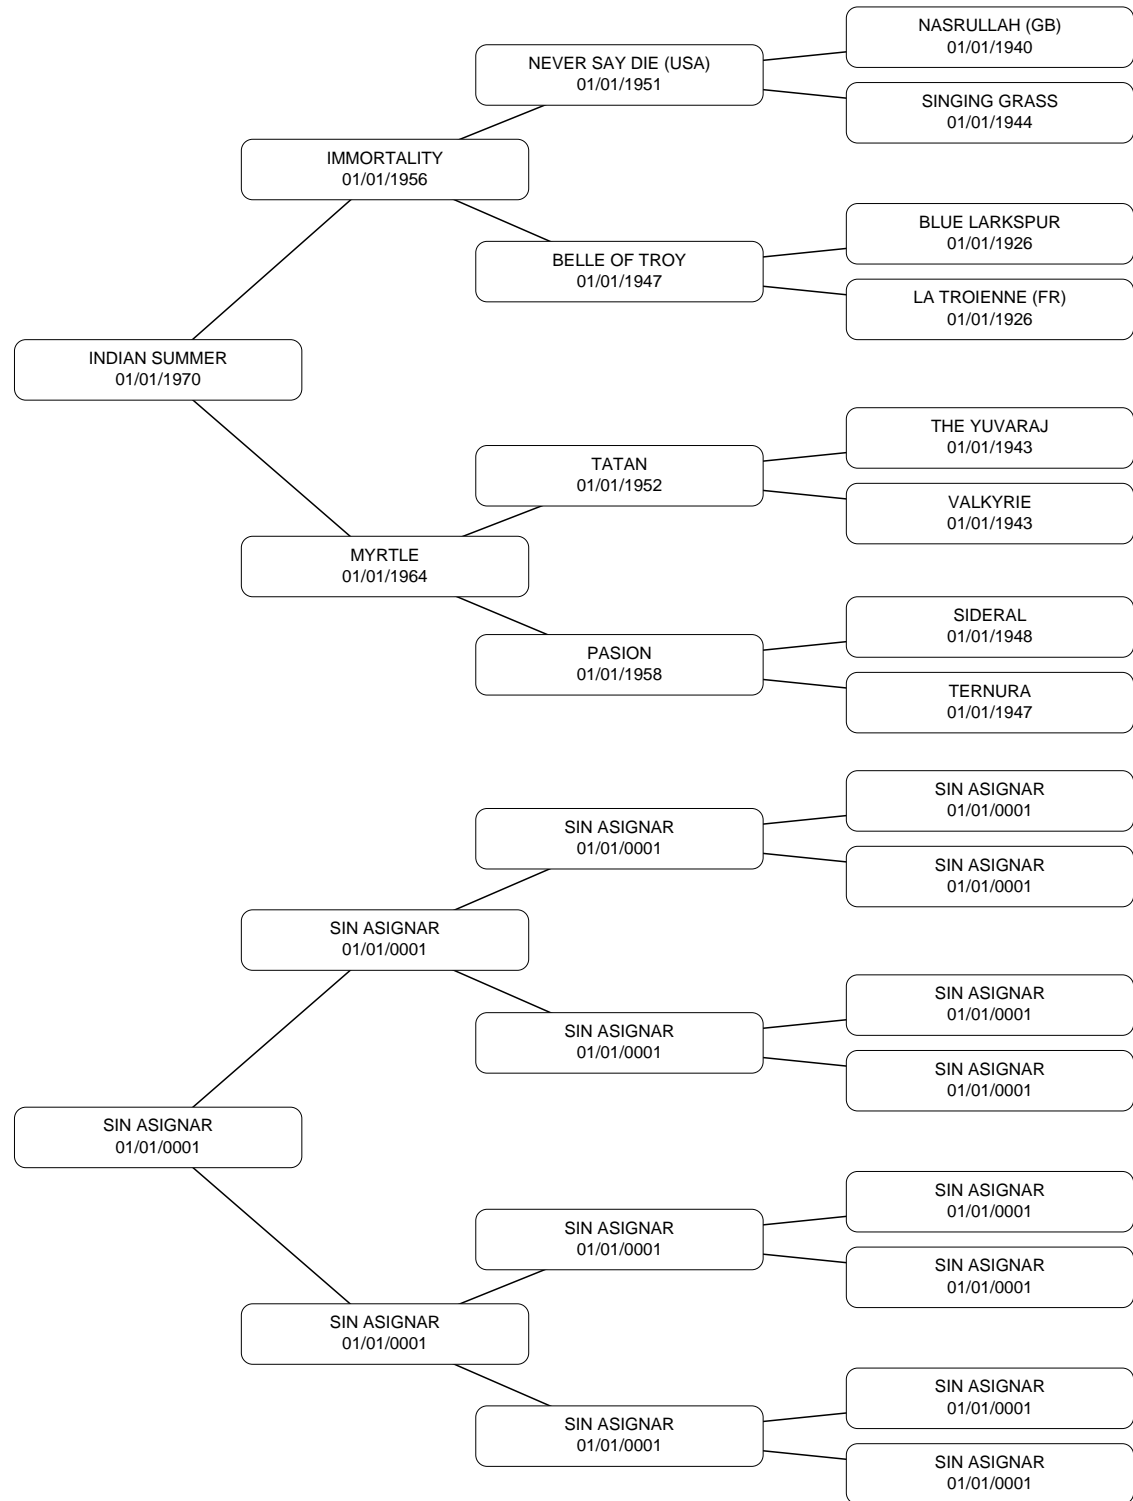 NASRULLAH (GB)
01/01/1940
NEVER SAY DIE (USA)
01/01/1951
SINGING GRASS
01/01/1944
IMMORTALITY
01/01/1956
BLUE LARKSPUR
01/01/1926
BELLE OF TROY
01/01/1947
LA TROIENNE (FR)
01/01/1926
INDIAN SUMMER
01/01/1970
THE YUVARAJ
01/01/1943
TATAN
01/01/1952
VALKYRIE
01/01/1943
MYRTLE
01/01/1964
SIDERAL
01/01/1948
PASION
01/01/1958
TERNURA
01/01/1947
SIN ASIGNAR
01/01/0001
SIN ASIGNAR
01/01/0001
SIN ASIGNAR
01/01/0001
SIN ASIGNAR
01/01/0001
SIN ASIGNAR
01/01/0001
SIN ASIGNAR
01/01/0001
SIN ASIGNAR
01/01/0001
SIN ASIGNAR
01/01/0001
SIN ASIGNAR
01/01/0001
SIN ASIGNAR
01/01/0001
SIN ASIGNAR
01/01/0001
SIN ASIGNAR
01/01/0001
SIN ASIGNAR
01/01/0001
SIN ASIGNAR
01/01/0001
SIN ASIGNAR
01/01/0001